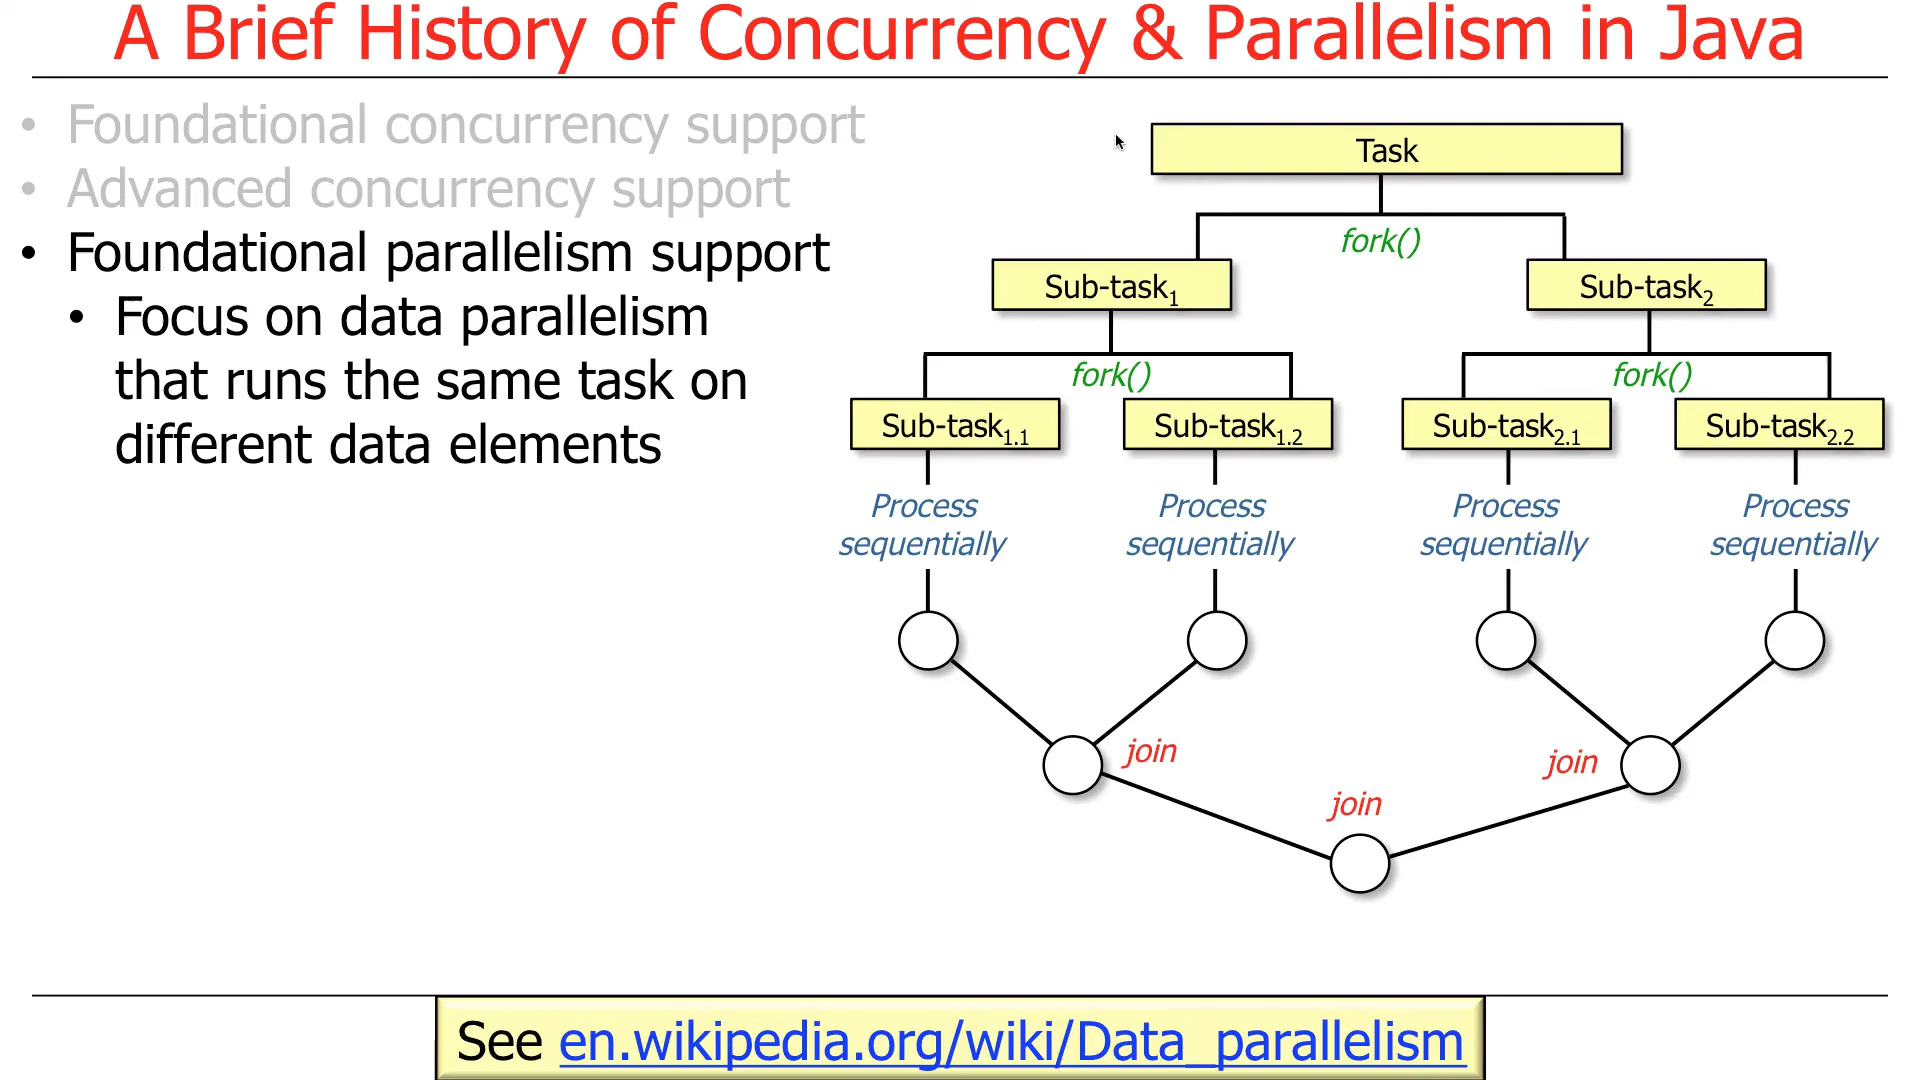 A Brief History of Concurrency & Parallelism in Java
• Foundational concurrency support
• Advanced concurrency support
• Foundational parallelism support
• Focus on data parallelism
that runs the same task on
different data elements
Task
fork()
Sub-task1
Sub-task2
fork()
fork()
Sub-task1.1
Sub-task1.2
Sub-task2.1
Sub-task2.2
Process
sequentially
Process
sequentially
Process
sequentially
Process
sequentially
join
join
join
See en.wikipedia.org/wiki/Data_parallelism